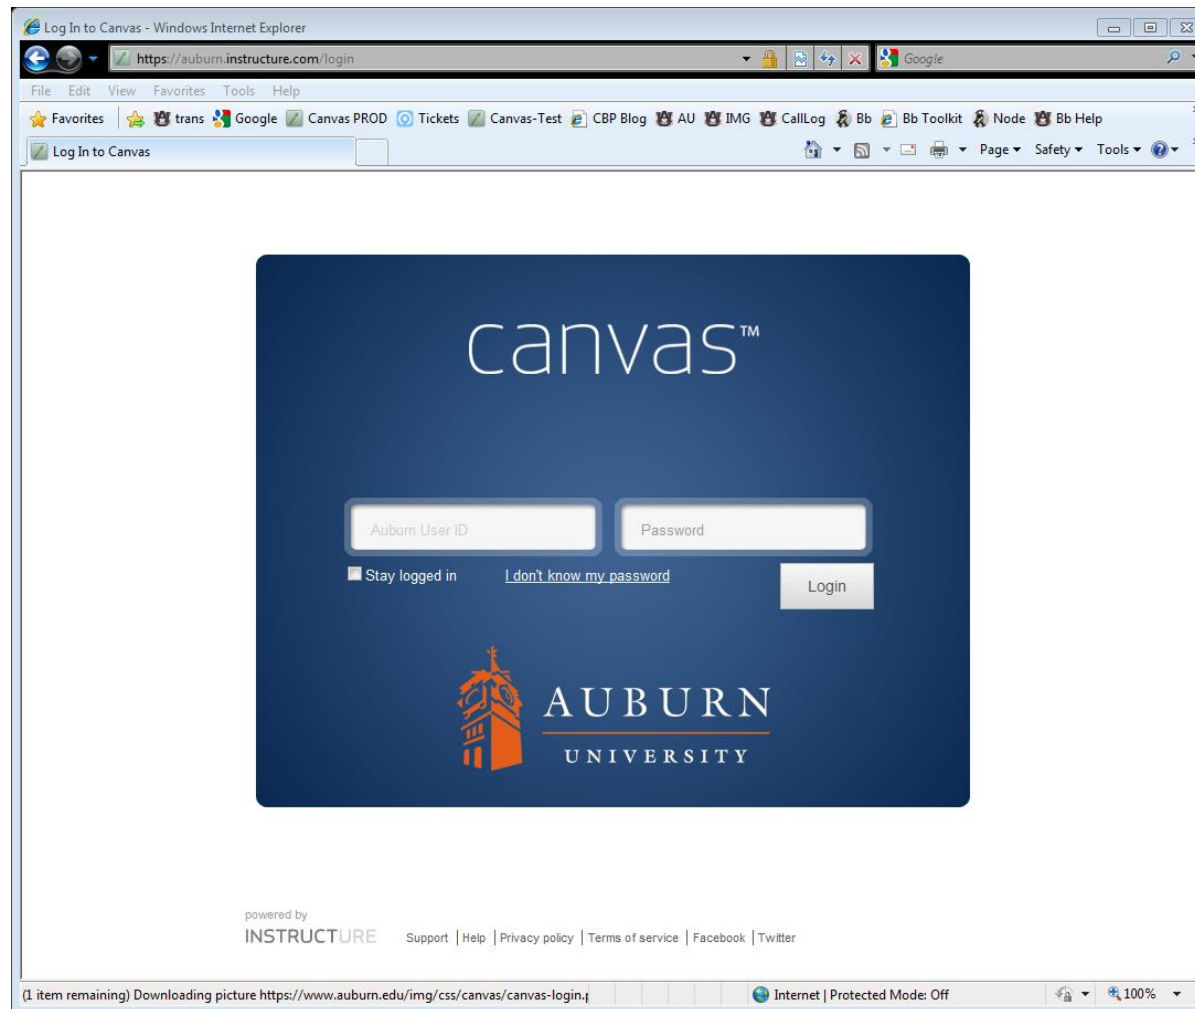 Log In to Canvas - Windows Internet Explorer
https://auburn.instructure.com/login Google
File Edit View Favorites Tools Help
Favorites trans Google Canvas PROD Tickets Canvas-Test CBP Blog AU IMG CallLog Bb Bb Toolkit Node Bb Help
Log In to Canvas Page Safety Tools
canvas™
Auburn User ID Password
Stay logged in I don't know my password Login
AUBURN
UNIVERSITY
powered by
INSTRUCTURE Support | Help | Privacy policy | Terms of service | Facebook | Twitter
(1 item remaining) Downloading picture https://www.auburn.edu/img/css/canvas/canvas-login.p Internet | Protected Mode: Off 100%